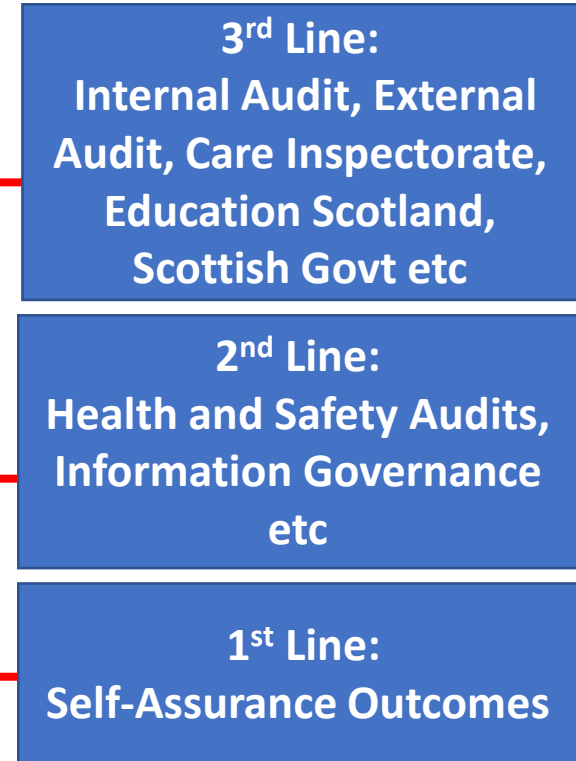 3rd Line:
Internal Audit, External
Audit, Care Inspectorate,
Education Scotland,
Scottish Govt etc
2nd Line:
Health and Safety Audits,
Information Governance
etc
1st Line:
Self-Assurance Outcomes